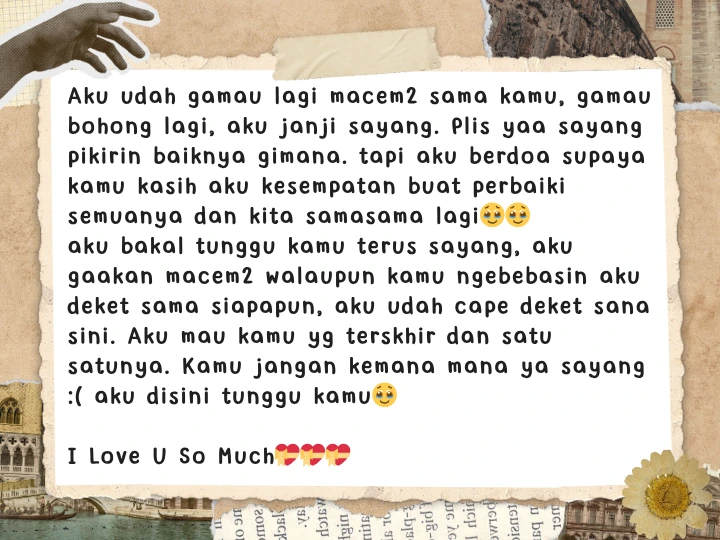 Aku udah gamau lagi macem2 sama kamu, gamau
bohong lagi, aku janji sayang. Plis yaa sayang
pikirin baiknya gimana. tapi aku berdoa supaya
kamu kasih aku kesempatan buat perbaiki
semuanya dan kita samasama lagi🥹🥹
aku bakal tunggu kamu terus sayang, aku
gaakan macem2 walaupun kamu ngebebasin aku
deket sama siapapun, aku udah cape deket sana
sini. Aku mau kamu yg terskhir dan satu
satunya. Kamu jangan kemana mana ya sayang
:( aku disini tunggu kamu🥹
I Love U So Much💝💝💝